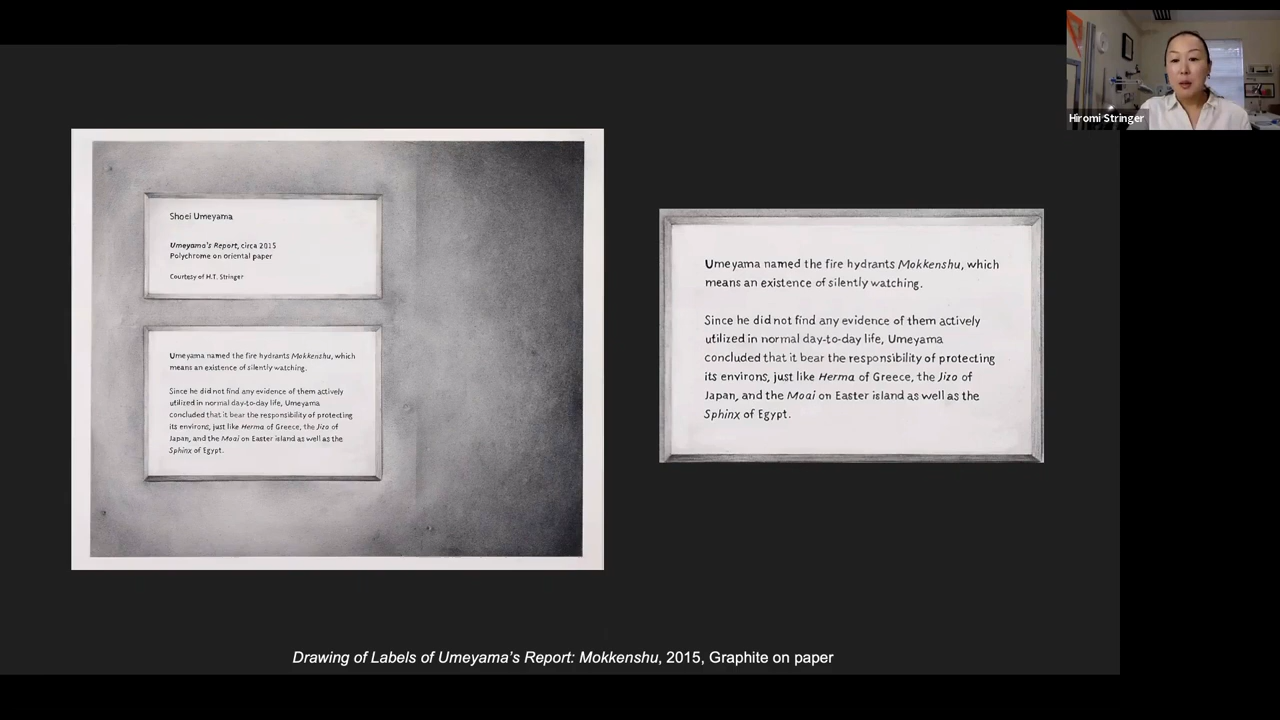 Hiromi Stringer
Shoei Umeyama
Umeyama's Report, circa 2015
Polychrome on oriental paper
Courtesy of H.T. Stringer
Umeyama named the fire hydrants Mokkenshu, which
means an existence of silently watching.
Since he did not find any evidence of them actively
utilized in normal day-to-day life, Umeyama
concluded that it bear the responsibility of protecting
its environs, just like Herma of Greece, the Jizo of
Japan, and the Moai on Easter island as well as the
Sphinx of Egypt.
Umeyama named the fire hydrants Mokkenshu, which
means an existence of silently watching.
Since he did not find any evidence of them actively
utilized in normal day-to-day life, Umeyama
concluded that it bear the responsibility of protecting
its environs, just like Herma of Greece, the Jizo of
Japan, and the Moai on Easter island as well as the
Sphinx of Egypt.
Drawing of Labels of Umeyama's Report: Mokkenshu, 2015, Graphite on paper